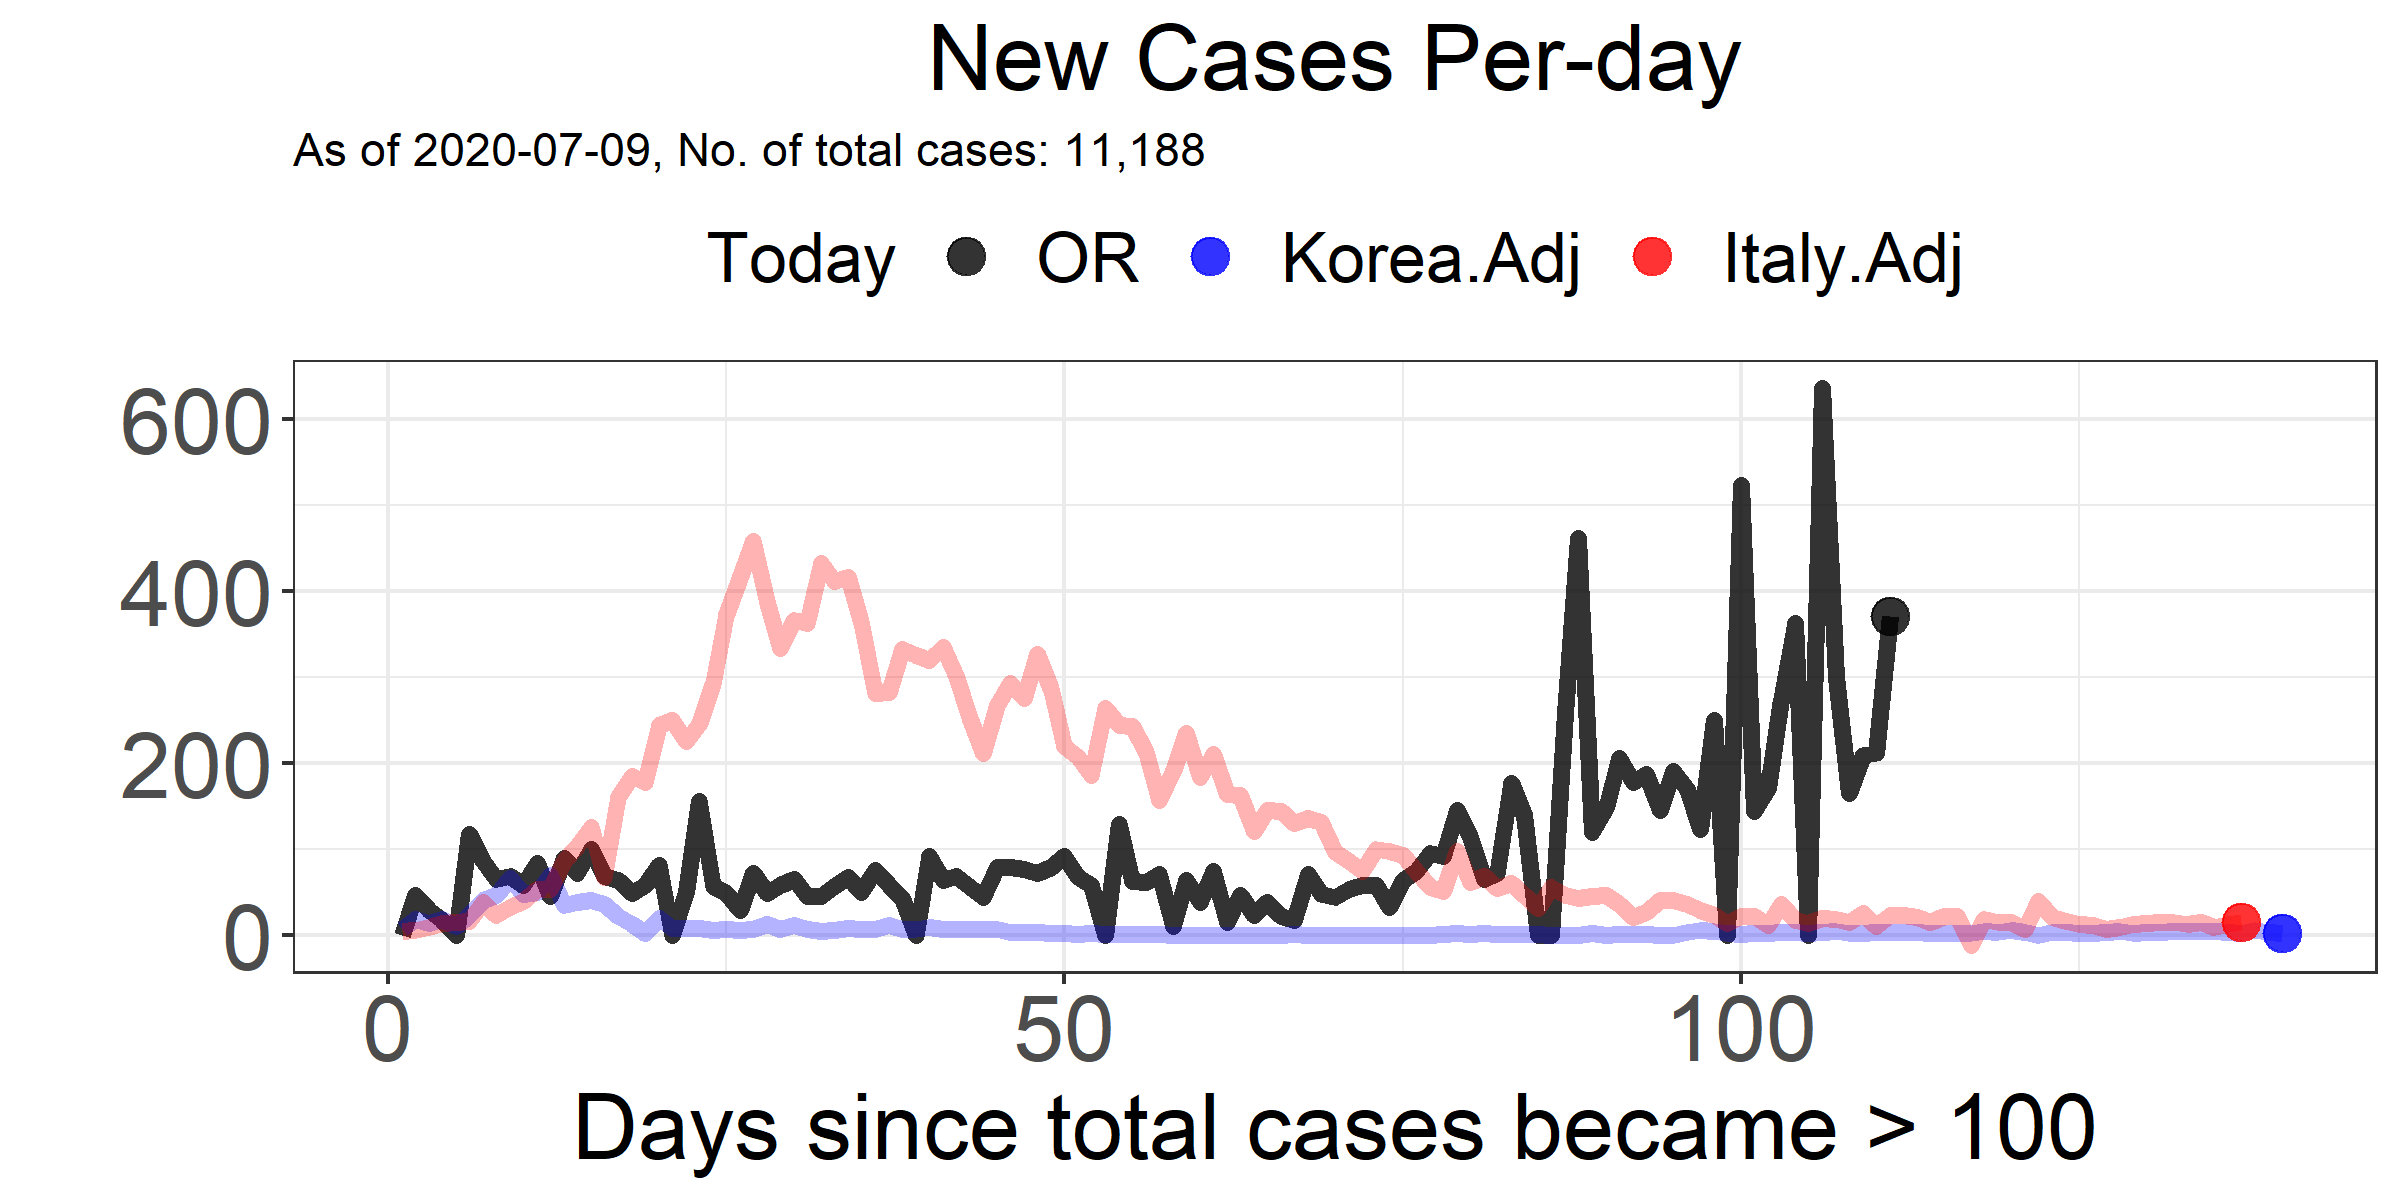 New Cases Per-day
As of 2020-07-09, No. of total cases: 11,188
Today OR Korea.Adj Italy.Adj
600
400
200
0
0 50 100
Days since total cases became > 100